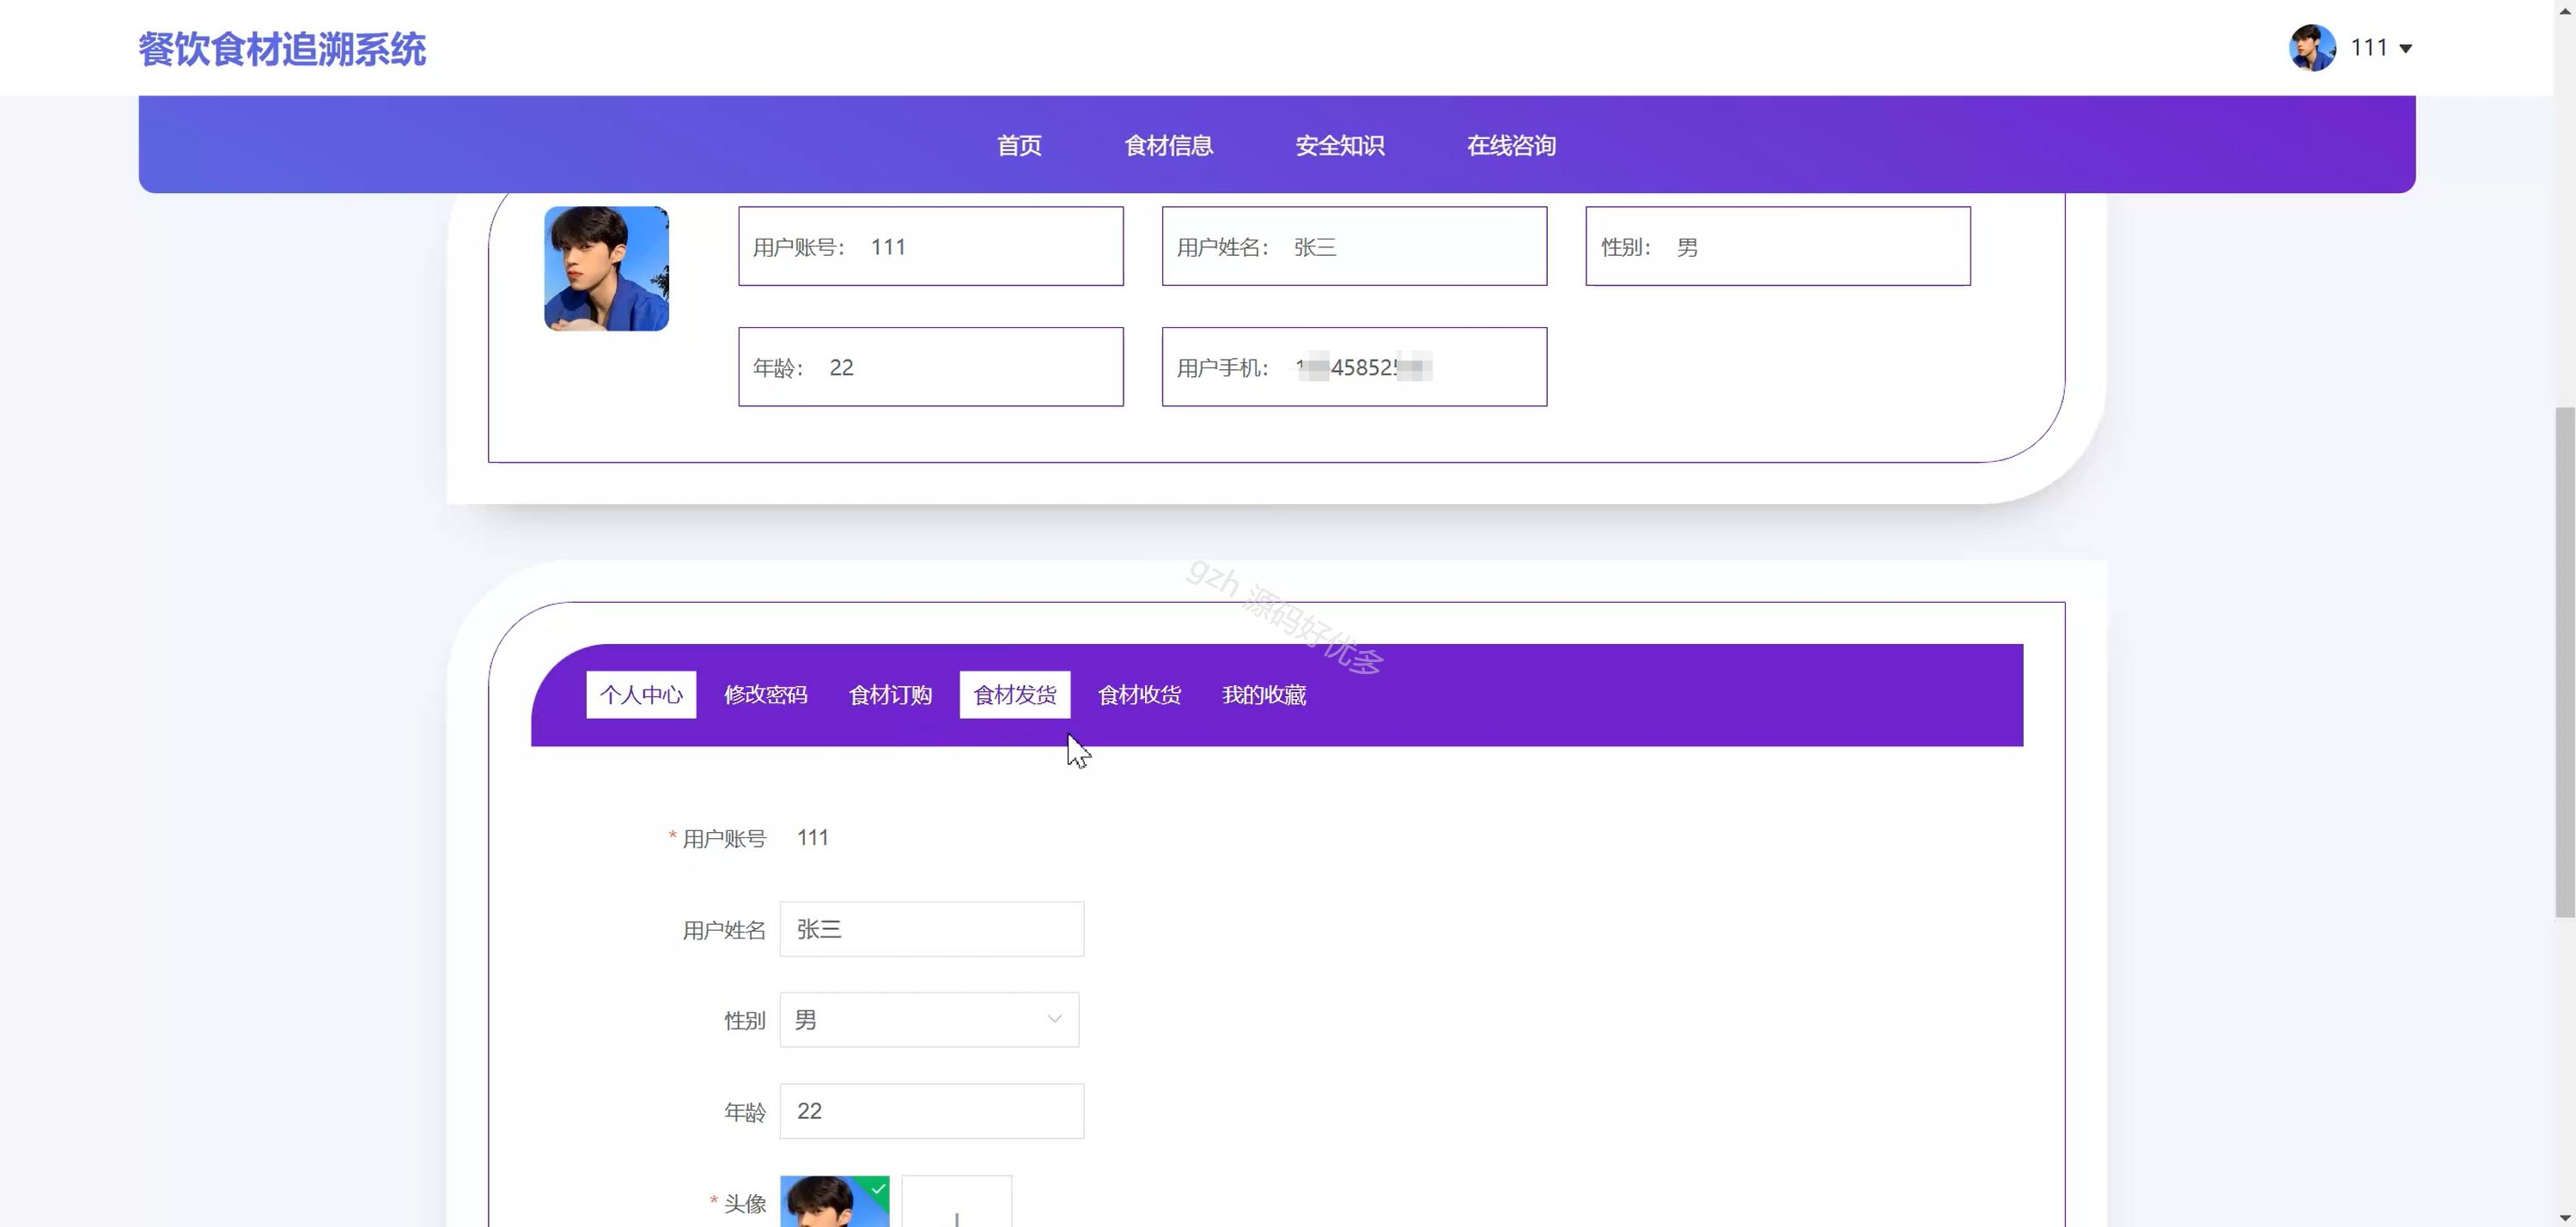 餐饮食材追溯系统
111
首页 食材信息 安全知识 在线咨询
用户账号： 111 用户姓名： 张三 性别： 男
年龄： 22 用户手机： 458525
gzh 源码好优多
个人中心 修改密码 食材订购 食材发货 食材收货 我的收藏
* 用户账号 111
用户姓名 张三
性别 男
年龄 22
* 头像